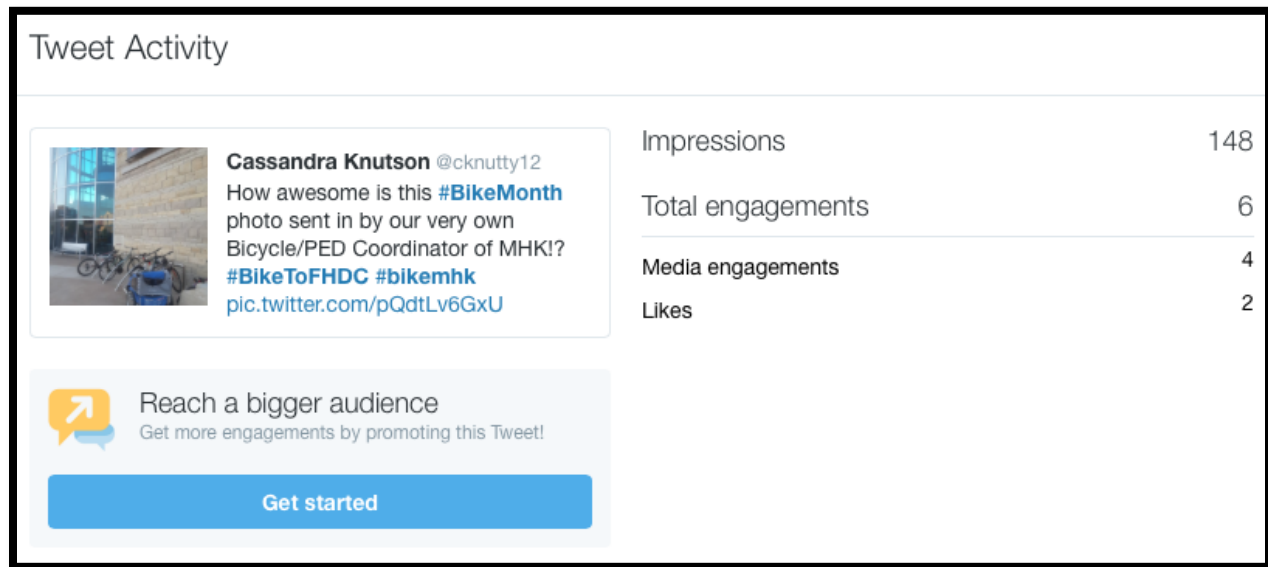 Tweet Activity
Cassandra Knutson @cknutty12
How awesome is this #BikeMonth
photo sent in by our very own
Bicycle/PED Coordinator of MHK!?
#BikeToFHDC #bikemhk
pic.twitter.com/pQdtLv6GxU
Reach a bigger audience
Get more engagements by promoting this Tweet!
Get started
Impressions 148
Total engagements 6
Media engagements 4
Likes 2